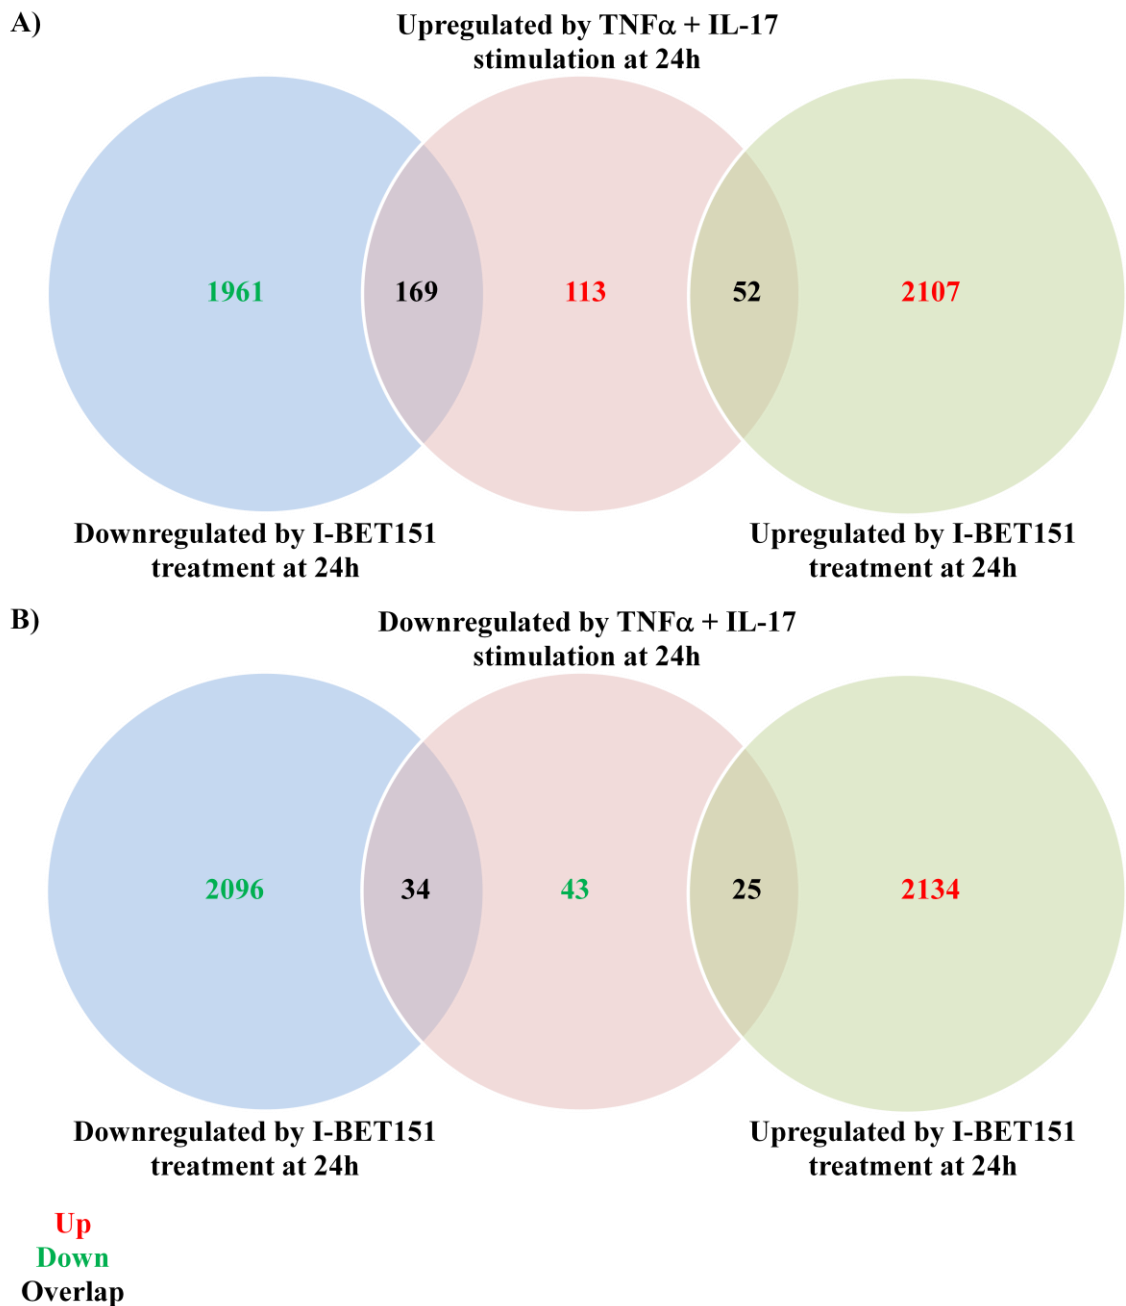 A)
Upregulated by TNFα + IL-17
stimulation at 24h
1961
169
113
52
2107
Downregulated by I-BET151
treatment at 24h
Upregulated by I-BET151
treatment at 24h
B)
Downregulated by TNFα + IL-17
stimulation at 24h
2096
34
43
25
2134
Downregulated by I-BET151
treatment at 24h
Upregulated by I-BET151
treatment at 24h
Up
Down
Overlap